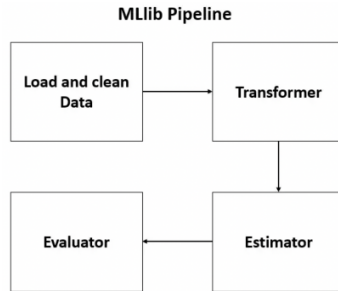 MLlib Pipeline
Load and clean
Data
Transformer
Estimator
Evaluator